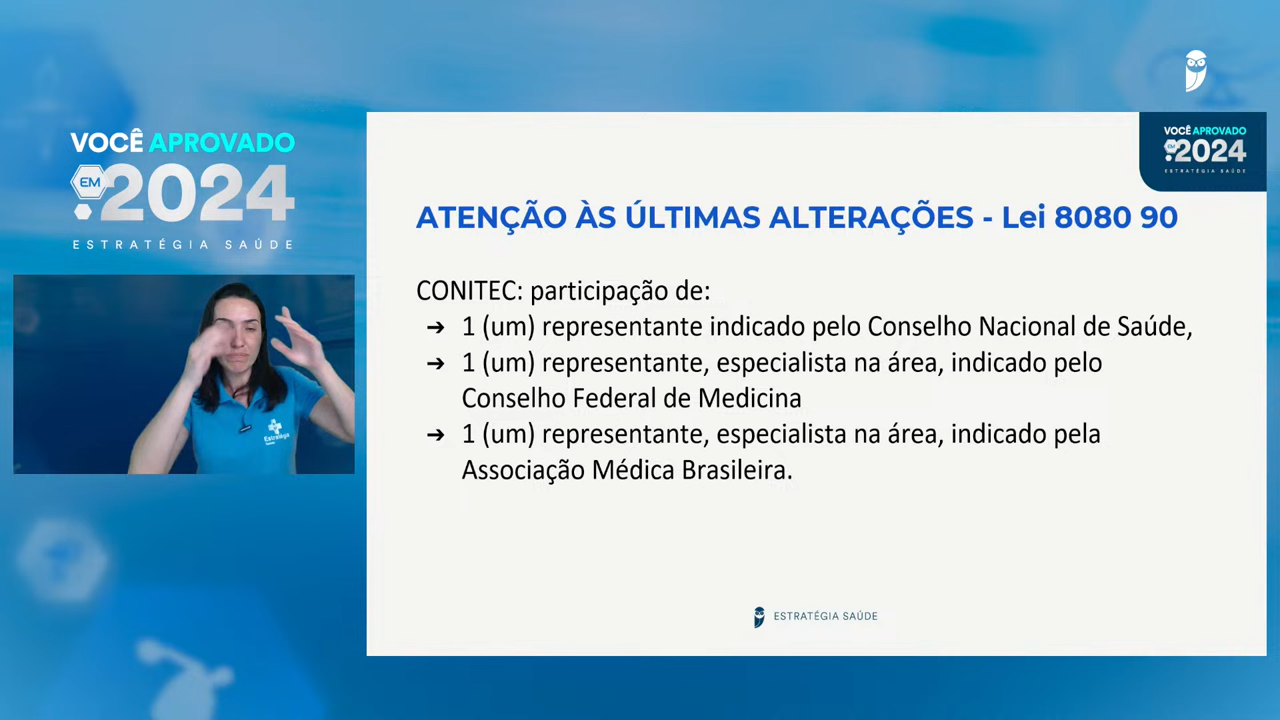 VOCÊ APROVADO
EM 2024
ESTRATÉGIA SAÚDE
VOCÊ APROVADO
EM 2024
ESTRATÉGIA SAÚDE
ATENÇÃO ÀS ÚLTIMAS ALTERAÇÕES - Lei 8080 90
CONITEC: participação de:
➔ 1 (um) representante indicado pelo Conselho Nacional de Saúde,
➔ 1 (um) representante, especialista na área, indicado pelo
Conselho Federal de Medicina
➔ 1 (um) representante, especialista na área, indicado pela
Associação Médica Brasileira.
Estratégia
ESTRATÉGIA SAÚDE